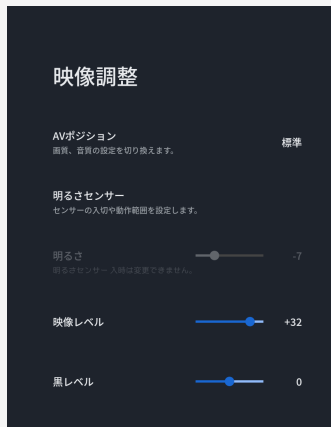 映像調整
AVポジション
画質、音質の設定を切り換えます。
標準
明るさセンサー
センサーの入切や動作範囲を設定します。
明るさ
-7
明るさセンサー 入時は変更できません。
映像レベル
+32
黒レベル
0